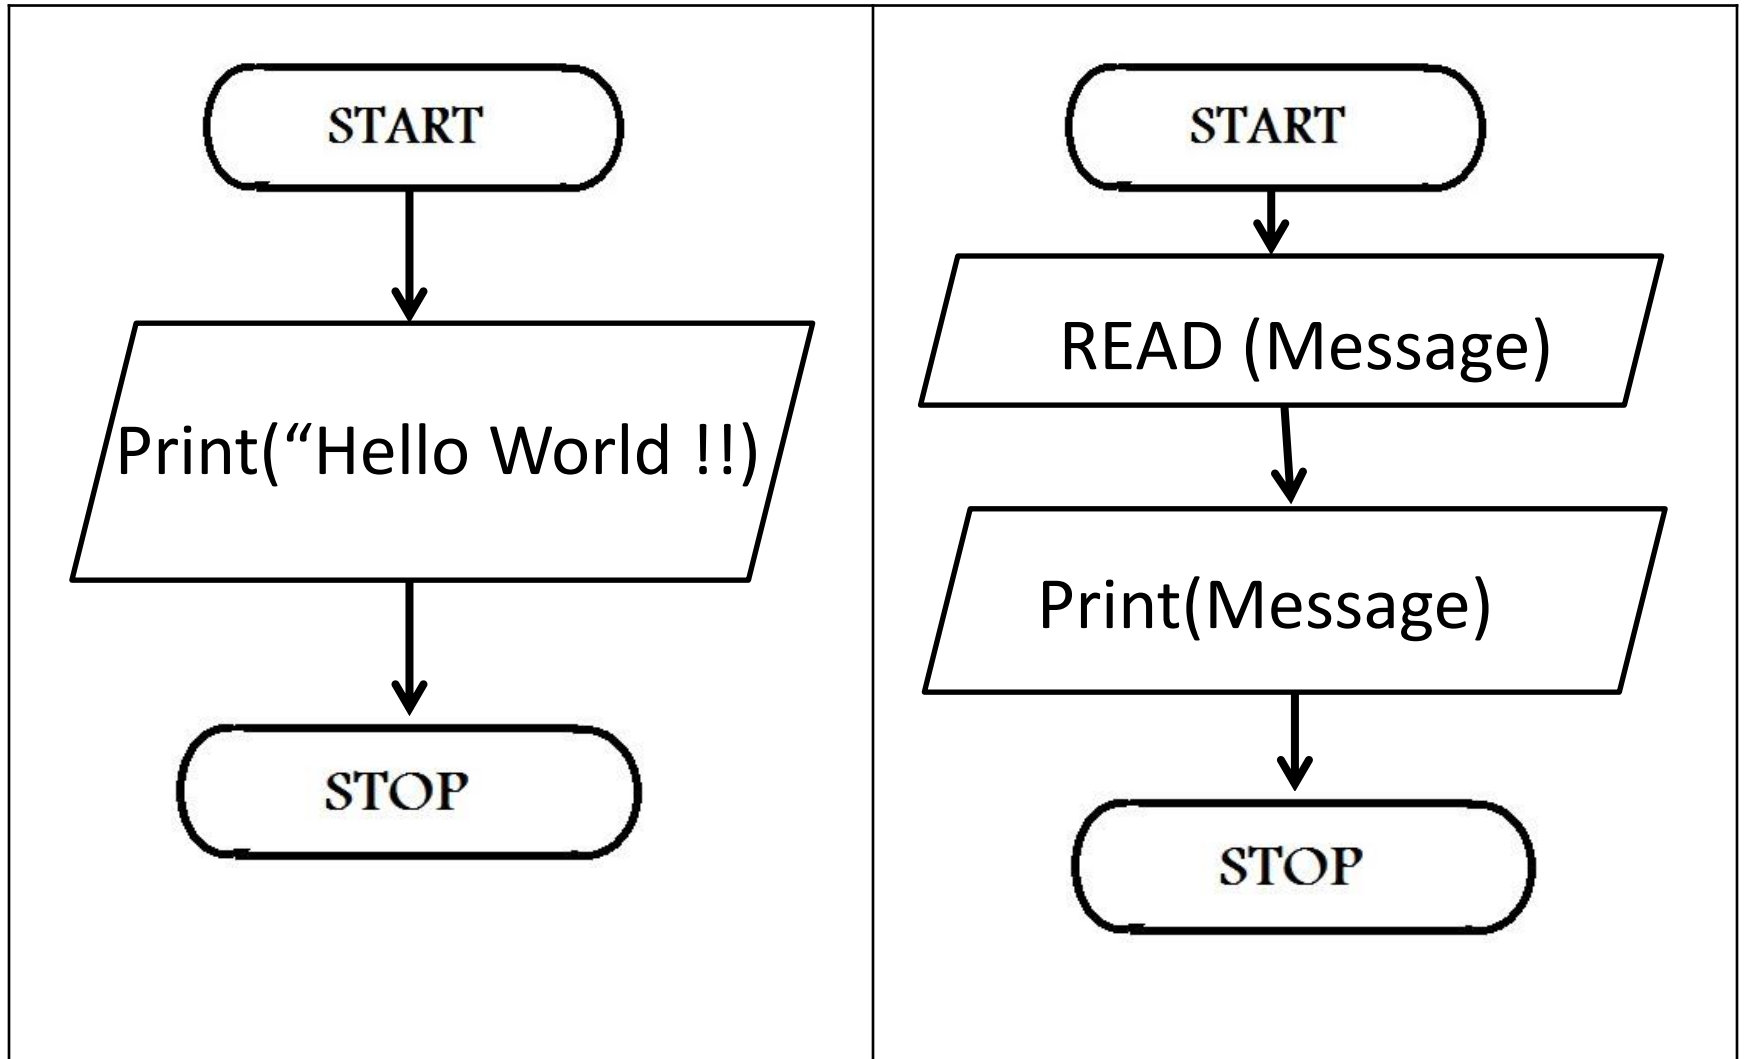 START
Print(“Hello World !!)
STOP
START
READ (Message)
Print(Message)
STOP